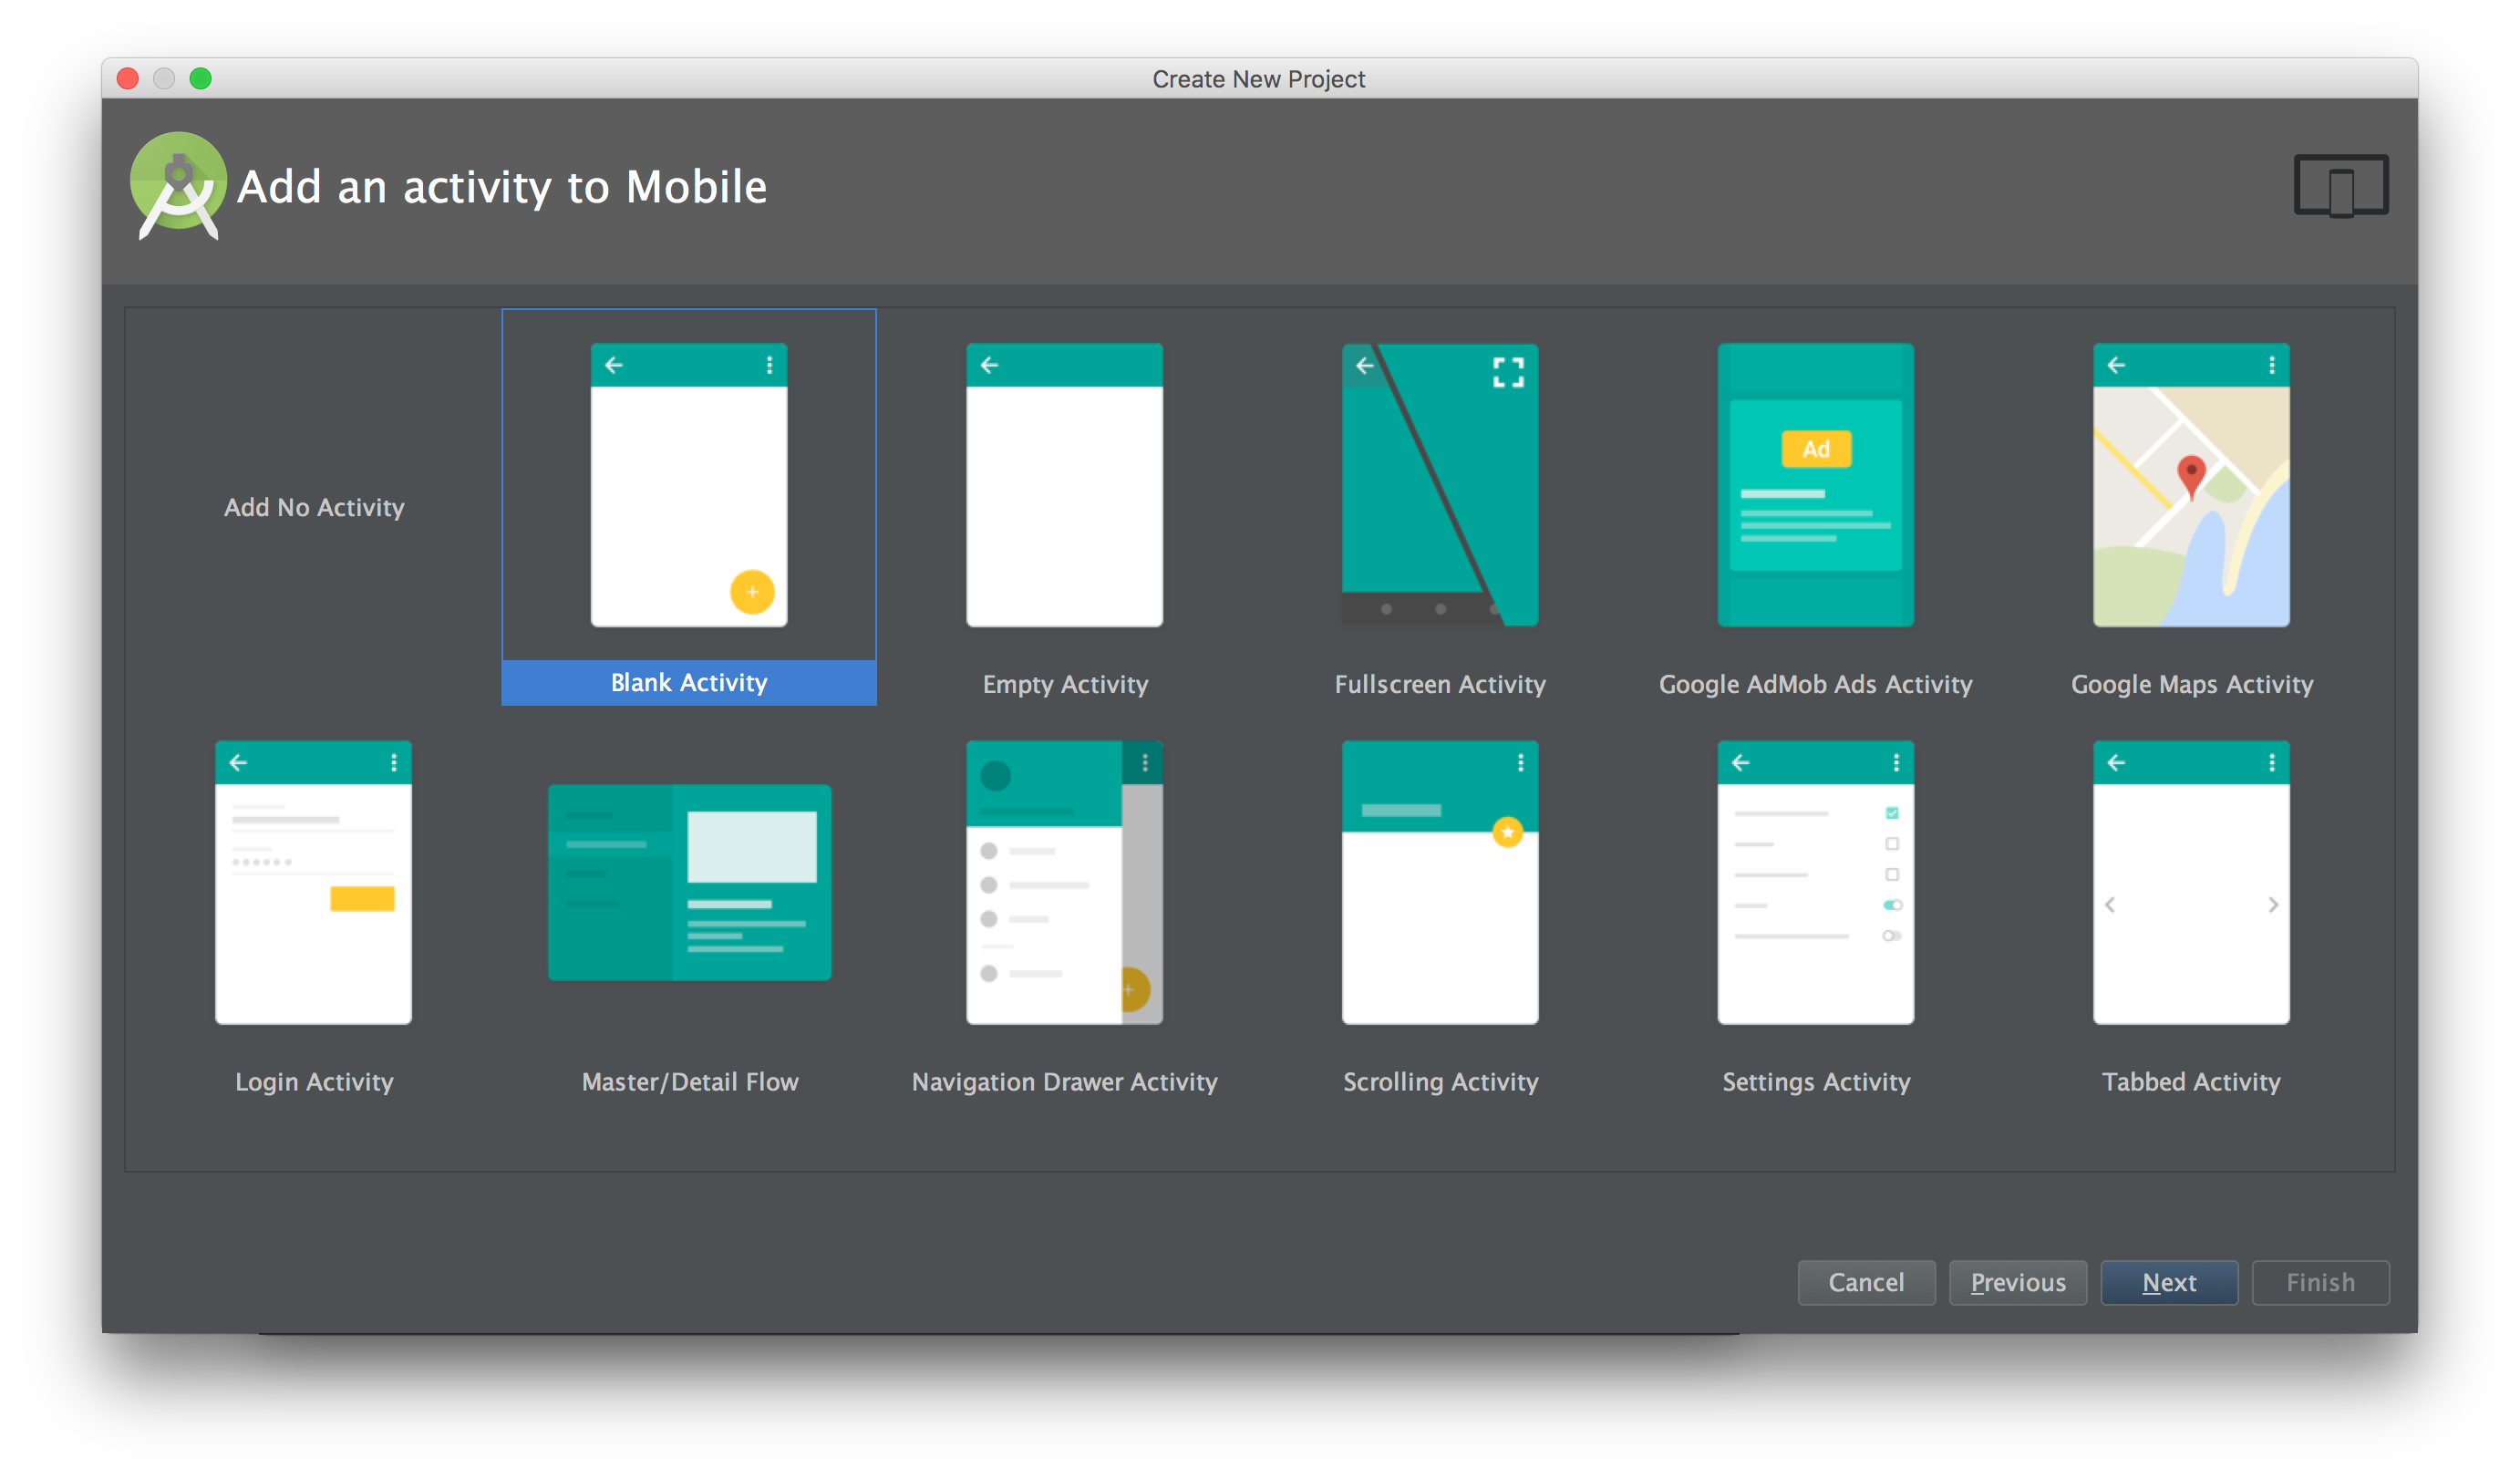 Create New Project
Add an activity to Mobile
Add No Activity
Ad
Blank Activity
Empty Activity
Fullscreen Activity
Google AdMob Ads Activity
Google Maps Activity
Login Activity
Master/Detail Flow
Navigation Drawer Activity
Scrolling Activity
Settings Activity
Tabbed Activity
Cancel
Previous
Next
Finish